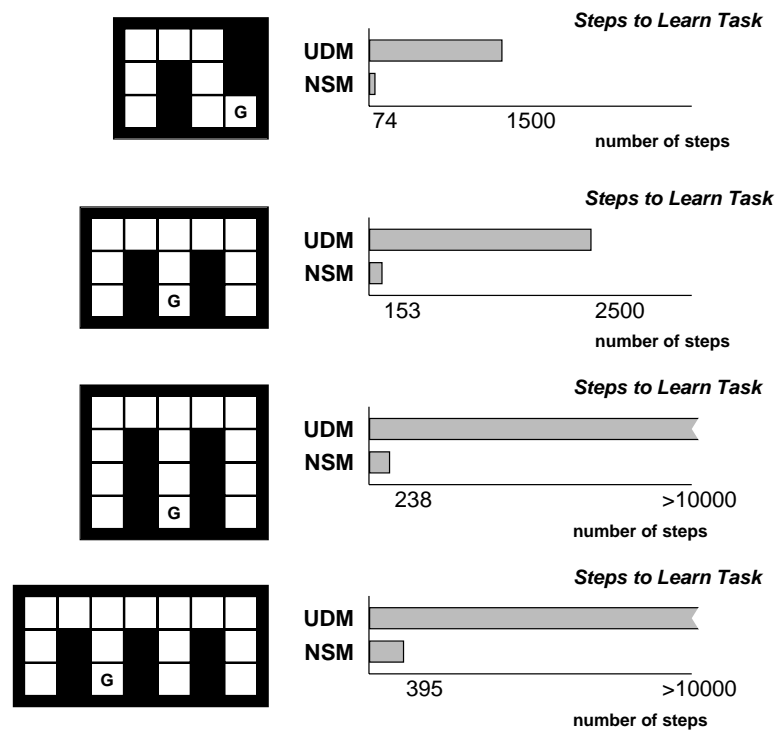 Steps to Learn Task
UDM
NSM
G
74 1500
number of steps
Steps to Learn Task
UDM
NSM
G
153 2500
number of steps
Steps to Learn Task
UDM
NSM
G
238 >10000
number of steps
Steps to Learn Task
UDM
NSM
G
395 >10000
number of steps